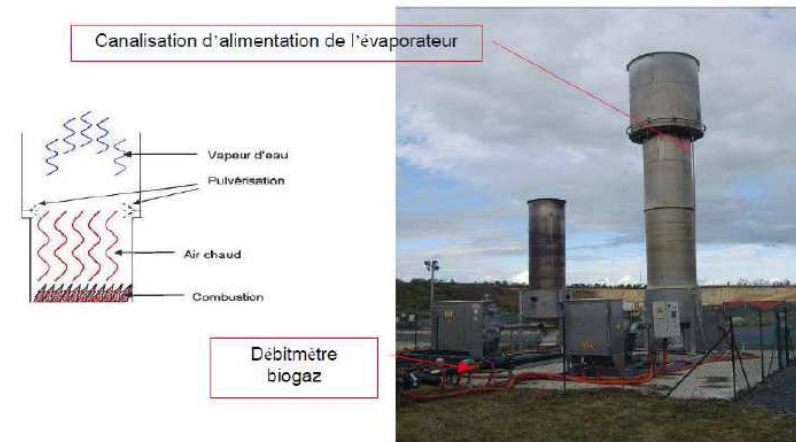 Canalisation d'alimentation de l'évaporateur
Vapeur d'eau
Pulvérisation
Air chaud
Combustion
Débitmètre
biogaz